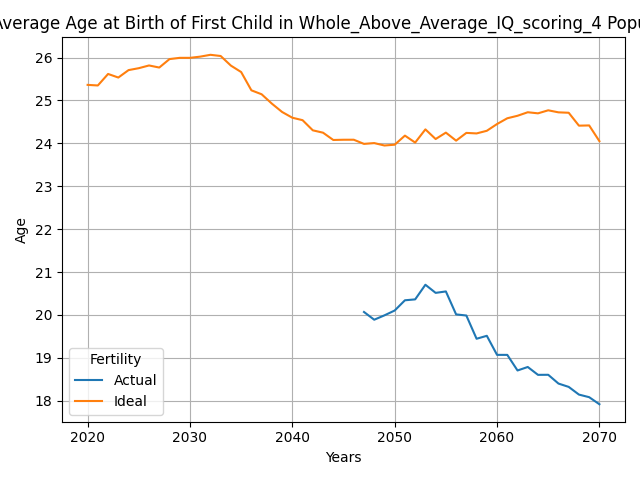 Average Age at Birth of First Child in Whole_Above_Average_IQ_scoring_4
26
25
24
23
22
21
20
19
18
Age
Fertility
Actual
Ideal
2020 2030 2040 2050 2060 2070
Years